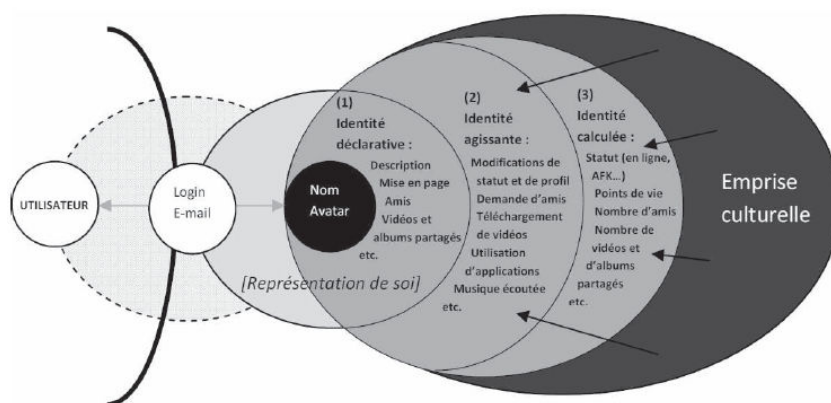 UTILISATEUR
Login
E-mail
Nom
Avatar
(1)
Identité
déclarative :
Description
Mise en page
Amis
Vidéos et
albums partagés
etc.
[Représentation de soi]
(2)
Identité
agissante :
Modifications de
statut et de profil
Demande d'amis
Téléchargement
de vidéos
Utilisation
d'applications
Musique écoutée
etc.
(3)
Identité
calculée :
Statut (en ligne,
AFK...)
Points de vie
Nombre d'amis
Nombre de
vidéos et
d'albums
partagés
etc.
Emprise
culturelle